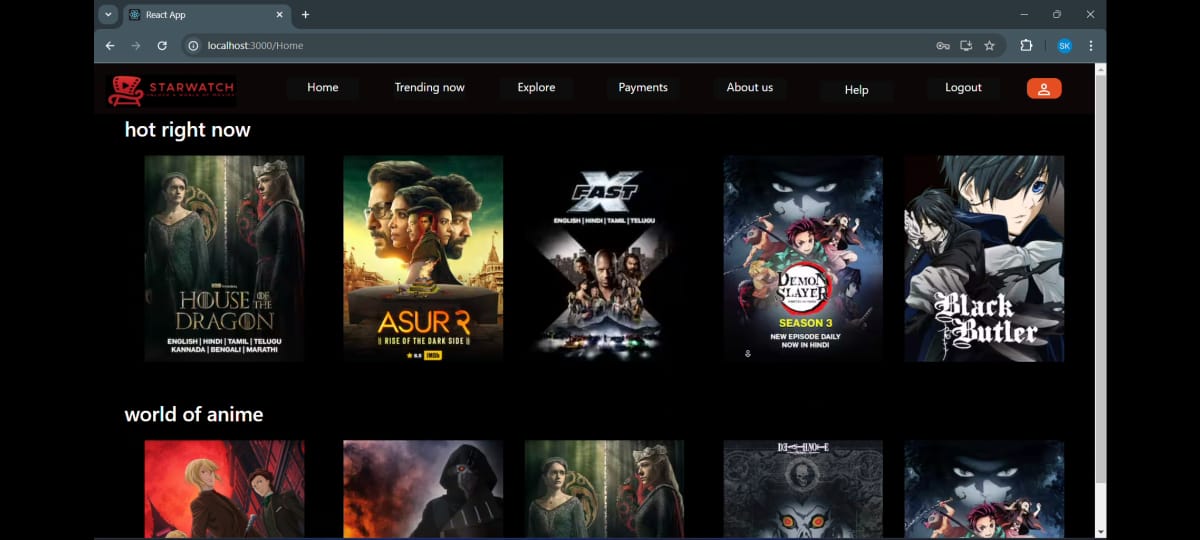 React App
localhost:3000/Home
SK
STARWATCH
Home
Trending now
Explore
Payments
About us
Help
Logout
hot right now
HOUSE OF THE
DRAGON
ENGLISH | HINDI | TAMIL | TELUGU
KANNADA | BENGALI | MARATHI
ASUR 2
|| RISE OF THE DARK SIDE ||
8.5 IMDb
FAST X
ENGLISH | HINDI | TAMIL | TELUGU
DEMON
SLAYER
SEASON 3
NEW EPISODE DAILY
NOW IN HINDI
Black
Butler
world of anime
DEATH NOTE